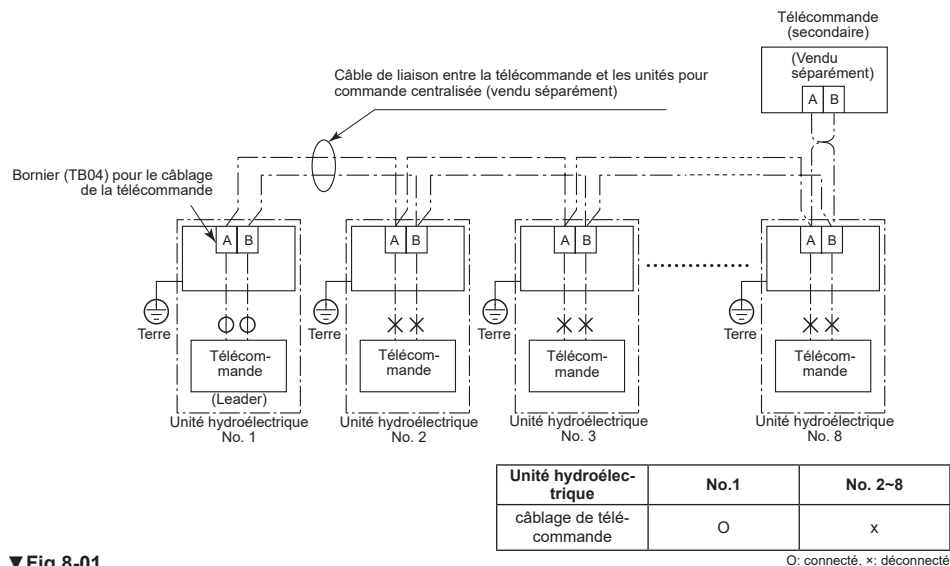 Télécommande
(secondaire)
(Vendu
séparément)
A B
Câble de liaison entre la télécommande et les unités pour
commande centralisée (vendu séparément)
Bornier (TB04) pour le câblage
de la télécommande
A B
A B
A B
A B
Terre
Terre
Terre
Terre
Télécom-
mande
(Leader)
Télécom-
mande
Télécom-
mande
Télécom-
mande
Unité hydroélectrique
No. 1
Unité hydroélectrique
No. 2
Unité hydroélectrique
No. 3
Unité hydroélectrique
No. 8
Unité hydroélec-
trique
No.1
No. 2~8
câblage de télé-
commande
O
x
O: connecté, ×: déconnecté
▼Fig 8-01